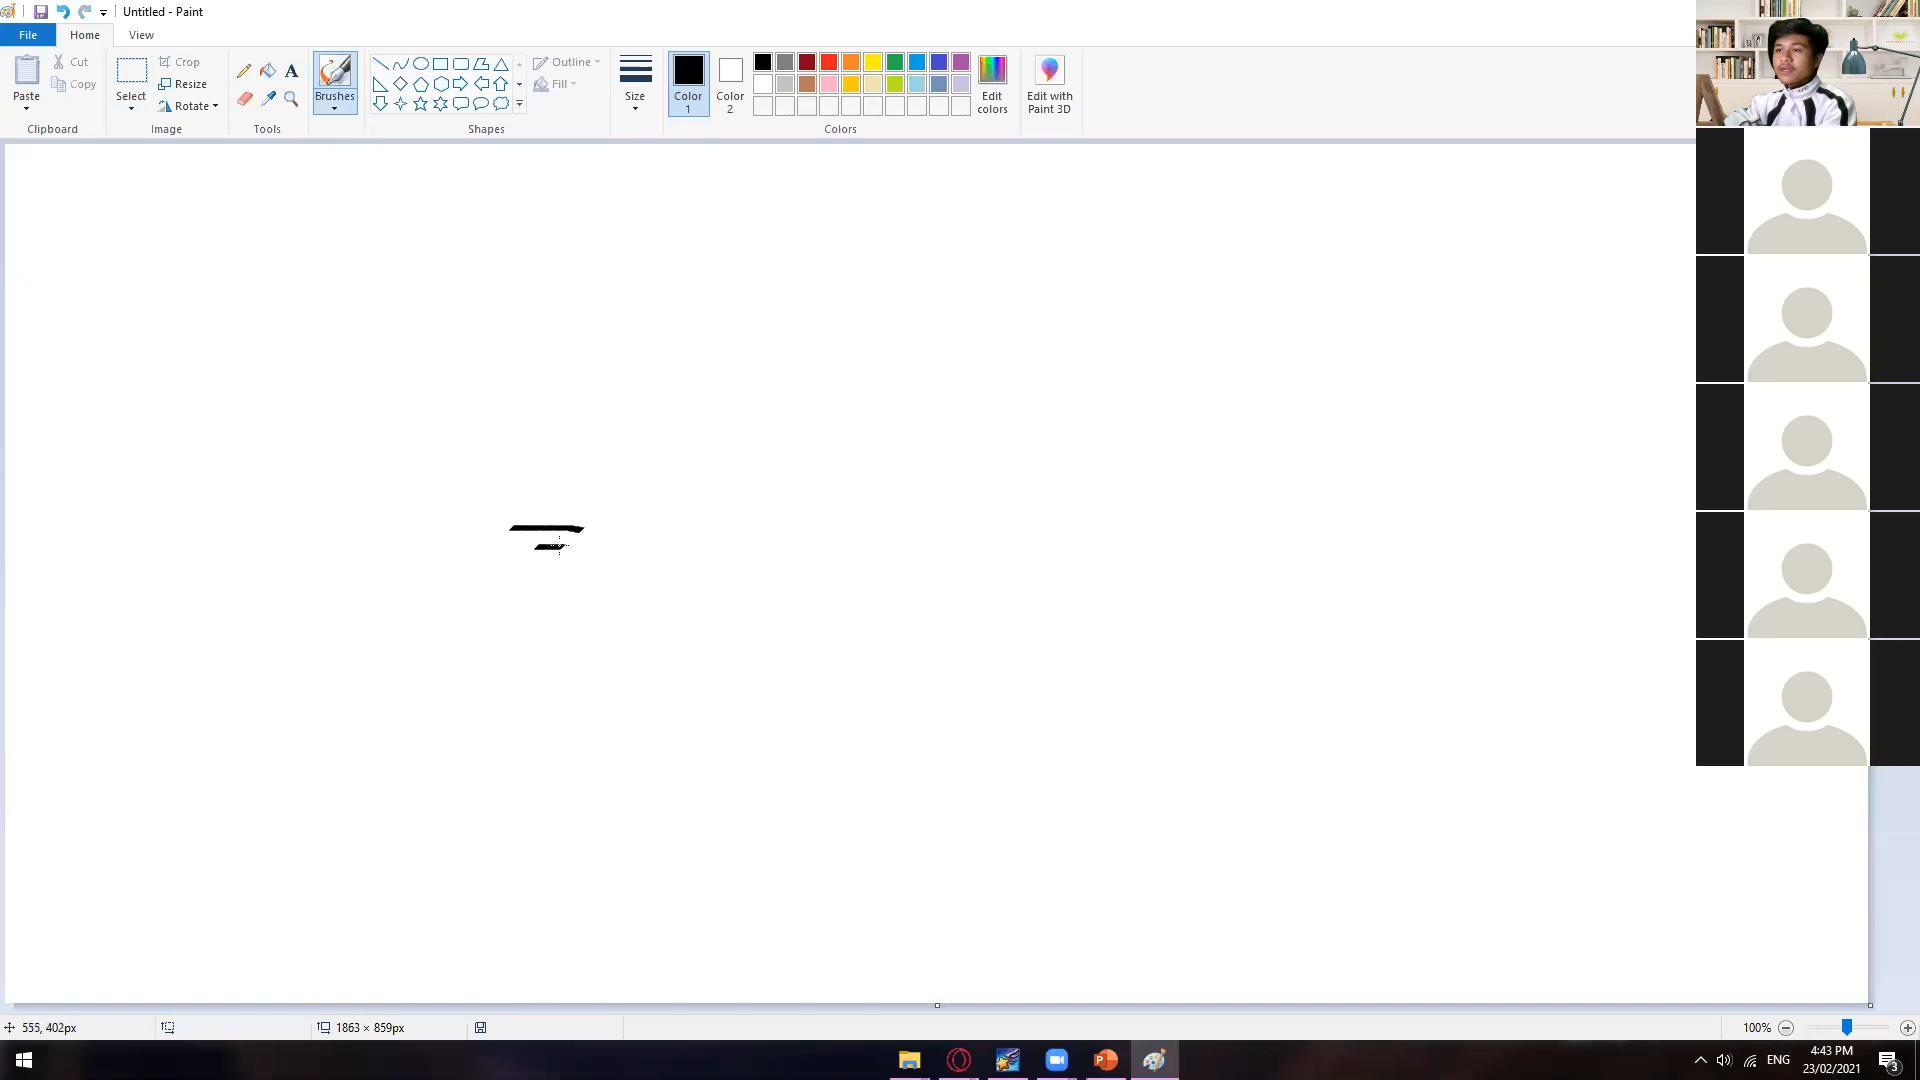 Untitled - Paint
File Home View
Paste
Cut
Copy
Clipboard
Select
Crop
Resize
Rotate
Image
Tools
Brushes
Shapes
Outline
Fill
Size
Color 1
Color 2
Colors
Edit colors
Edit with Paint 3D
555, 402px
1863 × 859px
100%
ENG
4:43 PM
23/02/2021
3